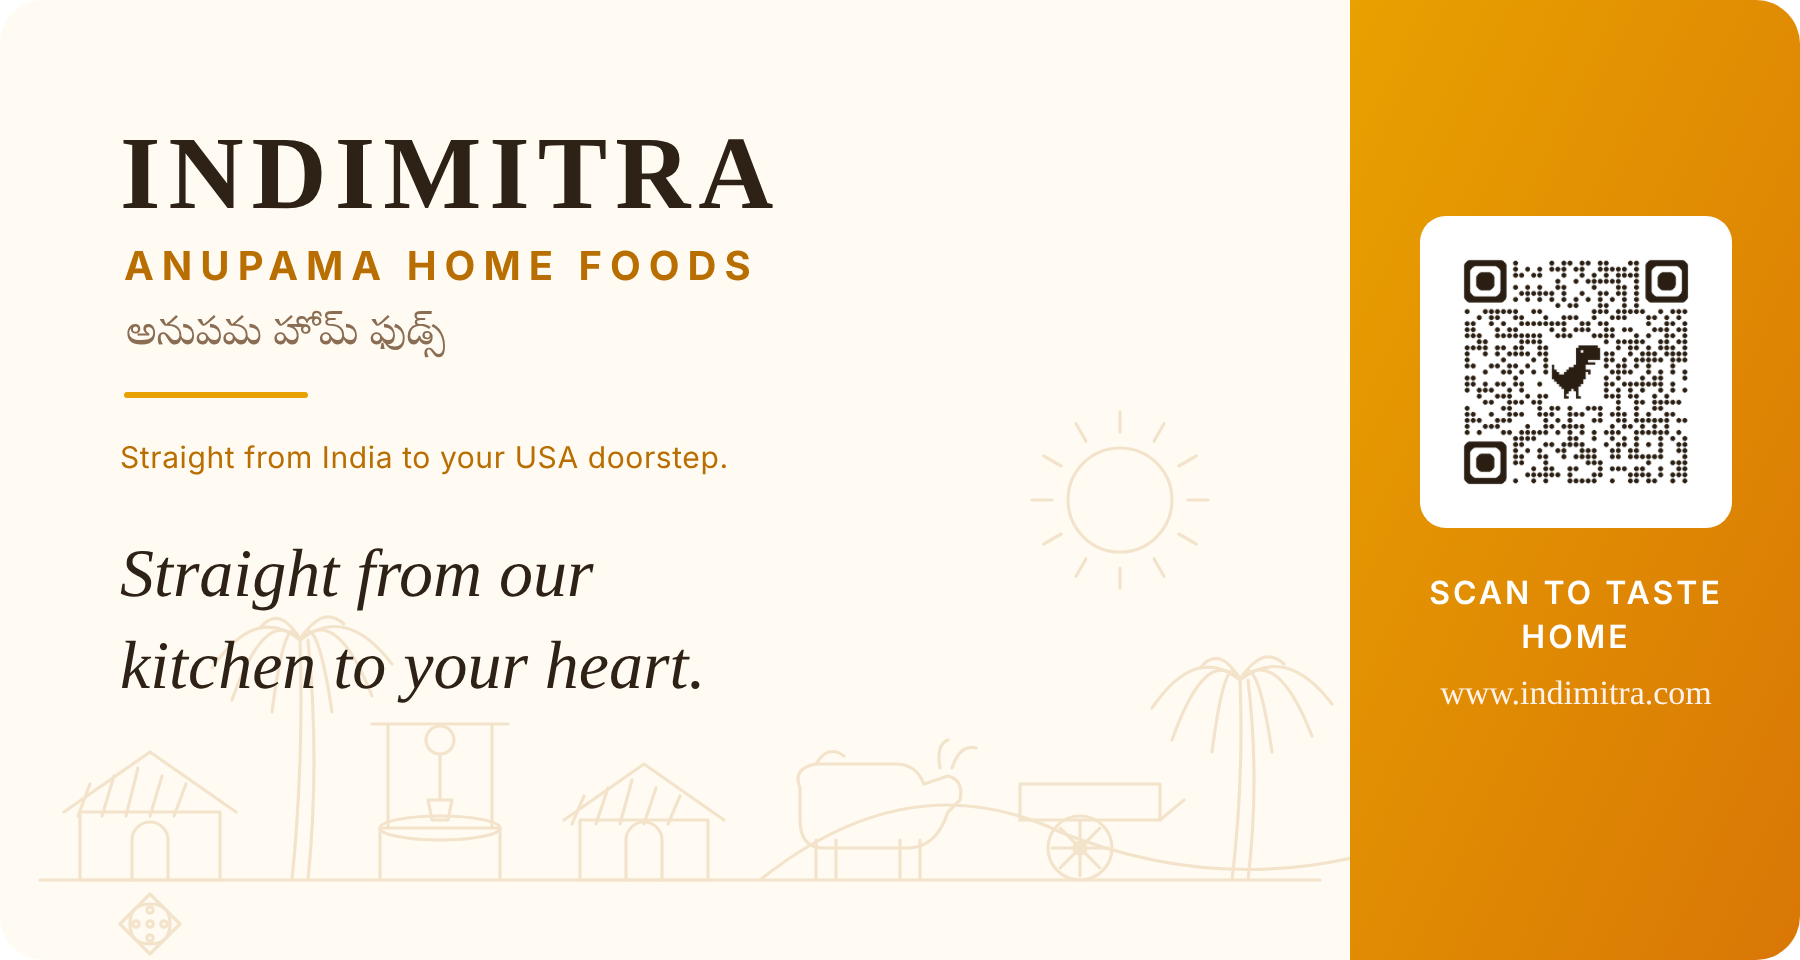 INDIMITRA
ANUPAMA HOME FOODS
అనుపమ హోమ్ ఫుడ్స్
Straight from India to your USA doorstep.
Straight from our
kitchen to your heart.
SCAN TO TASTE
HOME
www.indimitra.com